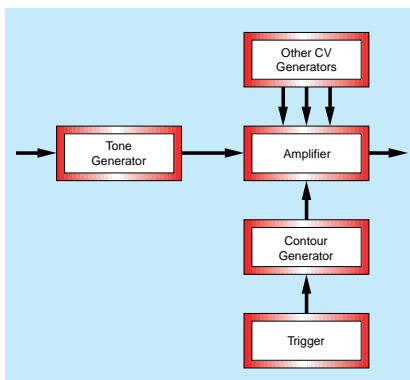 Other CV
Generators
Tone
Generator
Amplifier
Contour
Generator
Trigger